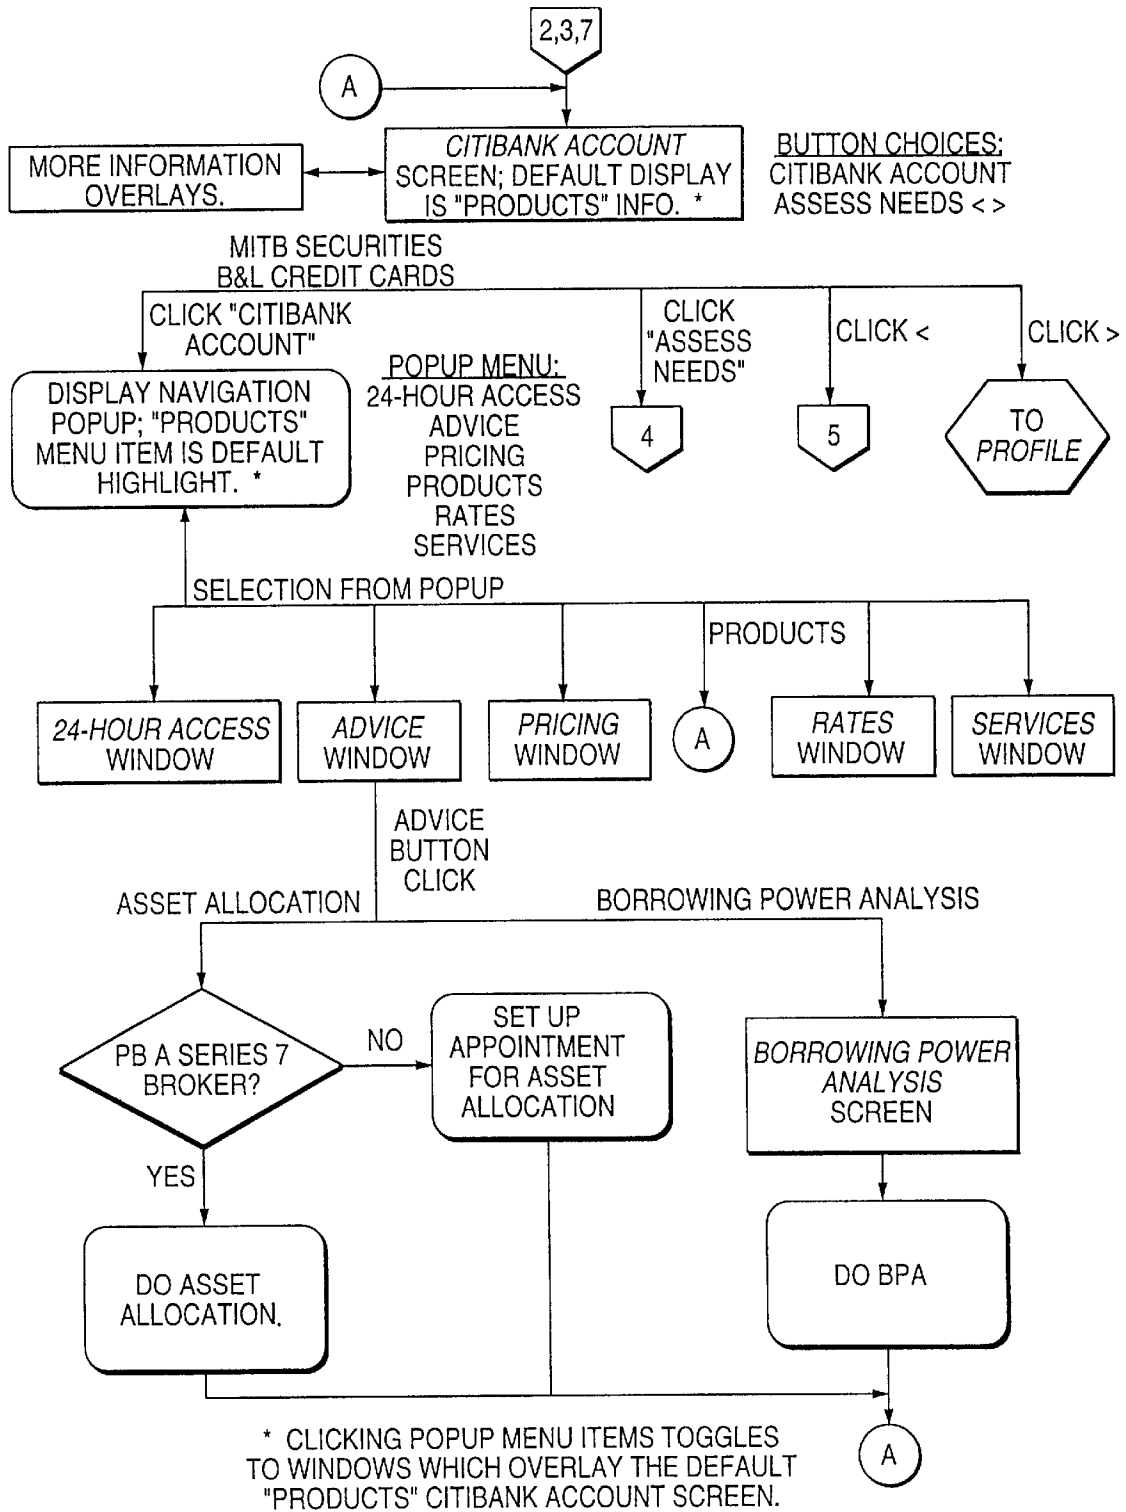 2,3,7
A
CITIBANK ACCOUNT
SCREEN; DEFAULT DISPLAY
IS "PRODUCTS" INFO. *
MORE INFORMATION
OVERLAYS.
BUTTON CHOICES:
CITIBANK ACCOUNT
ASSESS NEEDS < >
MITB SECURITIES
B&L CREDIT CARDS
CLICK "CITIBANK
ACCOUNT"
CLICK
"ASSESS
NEEDS"
CLICK <
CLICK >
DISPLAY NAVIGATION
POPUP; "PRODUCTS"
MENU ITEM IS DEFAULT
HIGHLIGHT. *
POPUP MENU:
24-HOUR ACCESS
ADVICE
PRICING
PRODUCTS
RATES
SERVICES
4
5
TO
PROFILE
SELECTION FROM POPUP
PRODUCTS
24-HOUR ACCESS
WINDOW
ADVICE
WINDOW
PRICING
WINDOW
A
RATES
WINDOW
SERVICES
WINDOW
ADVICE
BUTTON
CLICK
ASSET ALLOCATION
BORROWING POWER ANALYSIS
PB A SERIES 7
BROKER?
NO
SET UP
APPOINTMENT
FOR ASSET
ALLOCATION
BORROWING POWER
ANALYSIS
SCREEN
YES
DO ASSET
ALLOCATION.
DO BPA
A
* CLICKING POPUP MENU ITEMS TOGGLES
TO WINDOWS WHICH OVERLAY THE DEFAULT
"PRODUCTS" CITIBANK ACCOUNT SCREEN.